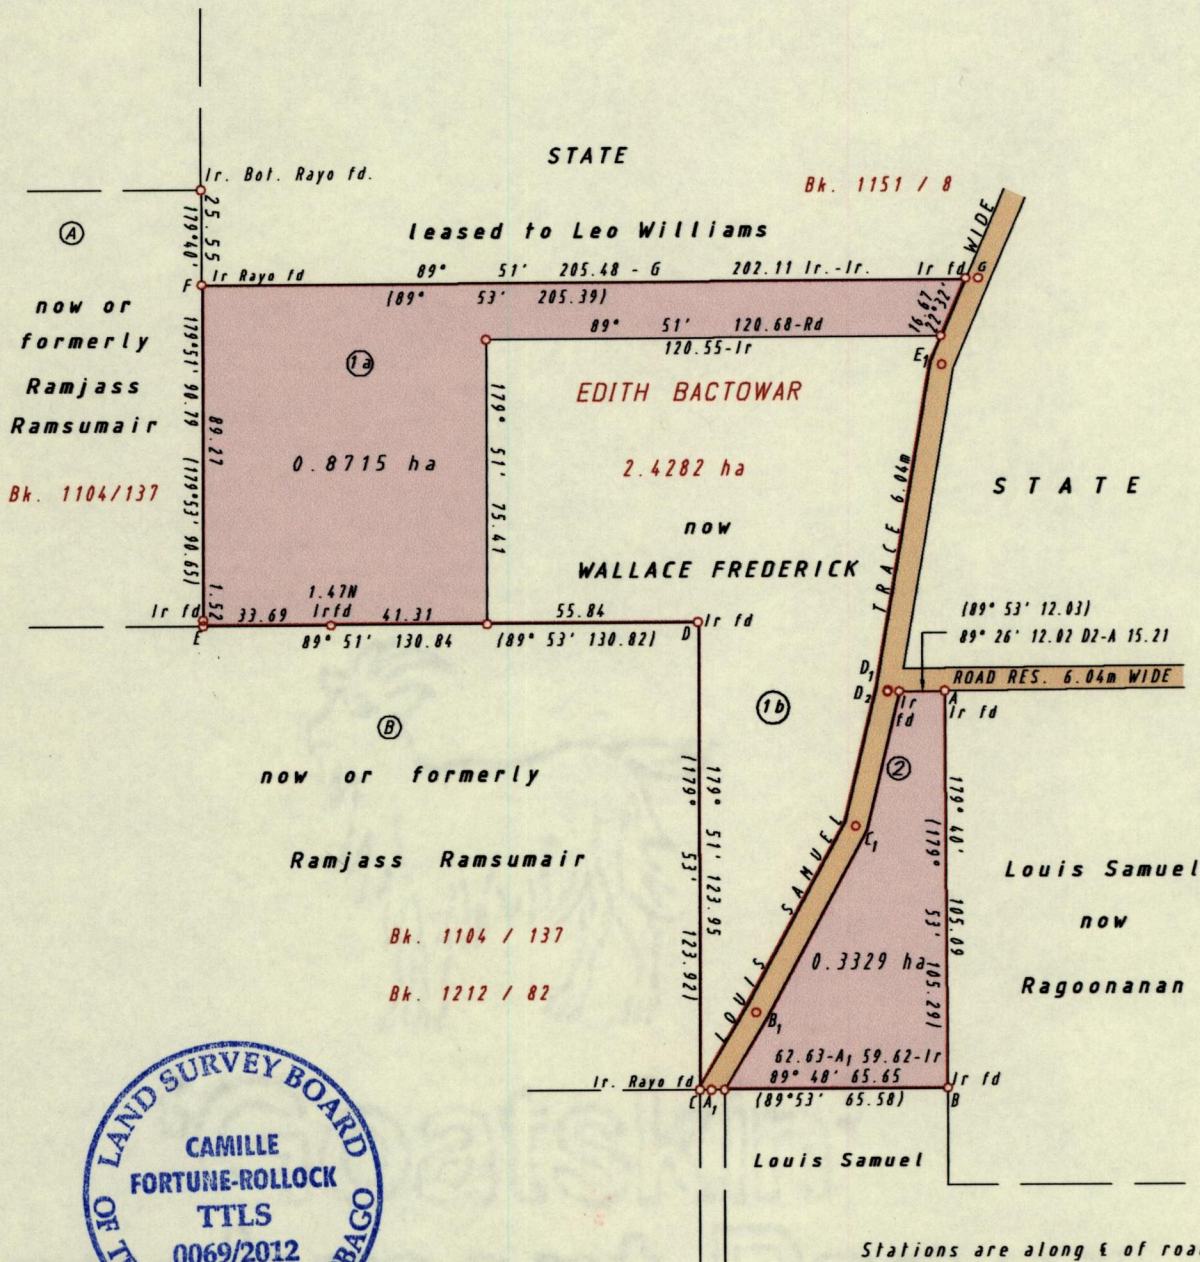 STATE
Ir. Bot. Rayo fd.
Bk. 1151 / 8
WIDE
A
25.55
179°40'
leased to Leo Williams
F
Ir Rayo fd
89° 51' 205.48 - G 202.11 Ir.-Ir.
Ir fd
G
(89° 53' 205.39)
16.67
22°32'
now or
formerly
Ramjass
Ramsumair
Bk. 1104/137
1a
89° 51' 120.68-Rd
120.55-Ir
E1
179°51' 90.79 (179°53' 90.65)
89.27
0.8715 ha
179° 51' 75.41
EDITH BACTOWAR
2.4282 ha
now
WALLACE FREDERICK
TRACE 6.04m
STATE
1.47N
Ir fd
1.52
33.69
Irfd
41.31
55.84
E
89° 51' 130.84 (89° 53' 130.82)
D
Ir fd
(89° 53' 12.03)
89° 26' 12.02 D2-A 15.21
D1
ROAD RES. 6.04m WIDE
D2
Ir
fd
A
Ir fd
1b
B
2
now or formerly
Ramjass Ramsumair
Bk. 1104 / 137
Bk. 1212 / 82
179° 51' 123.95
(179° 53' 123.92)
LOUIS SAMUEL
C1
179° 40' 105.09
(179° 53' 105.29)
Louis Samuel
now
Ragoonanan
0.3329 ha
B1
62.63-A1 59.62-Ir
Ir. Rayo fd
89° 48' 65.65
Ir fd
C
A1
(89°53' 65.58)
B
Louis Samuel
LAND SURVEY BOARD
OF
CAMILLE
FORTUNE-ROLLOCK
TTLS
0069/2012
BAGO
Stations are along ℄ of roa